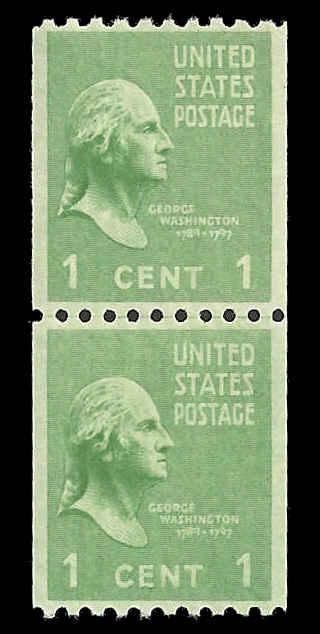 UNITED
STATES
POSTAGE
GEORGE
WASHINGTON
1789-1797
1 CENT 1
UNITED
STATES
POSTAGE
GEORGE
WASHINGTON
1789-1797
1 CENT 1